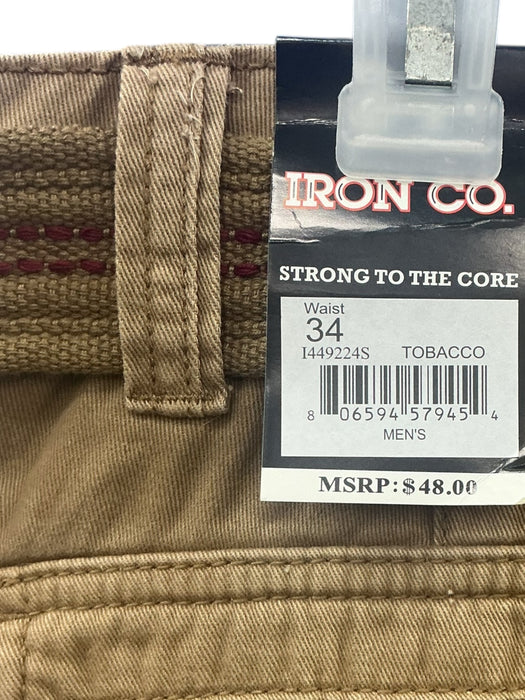 IRON CO.
STRONG TO THE CORE
Waist
34
I449224S TOBACCO
8 06594 57945 4
MEN'S
MSRP: $48.00